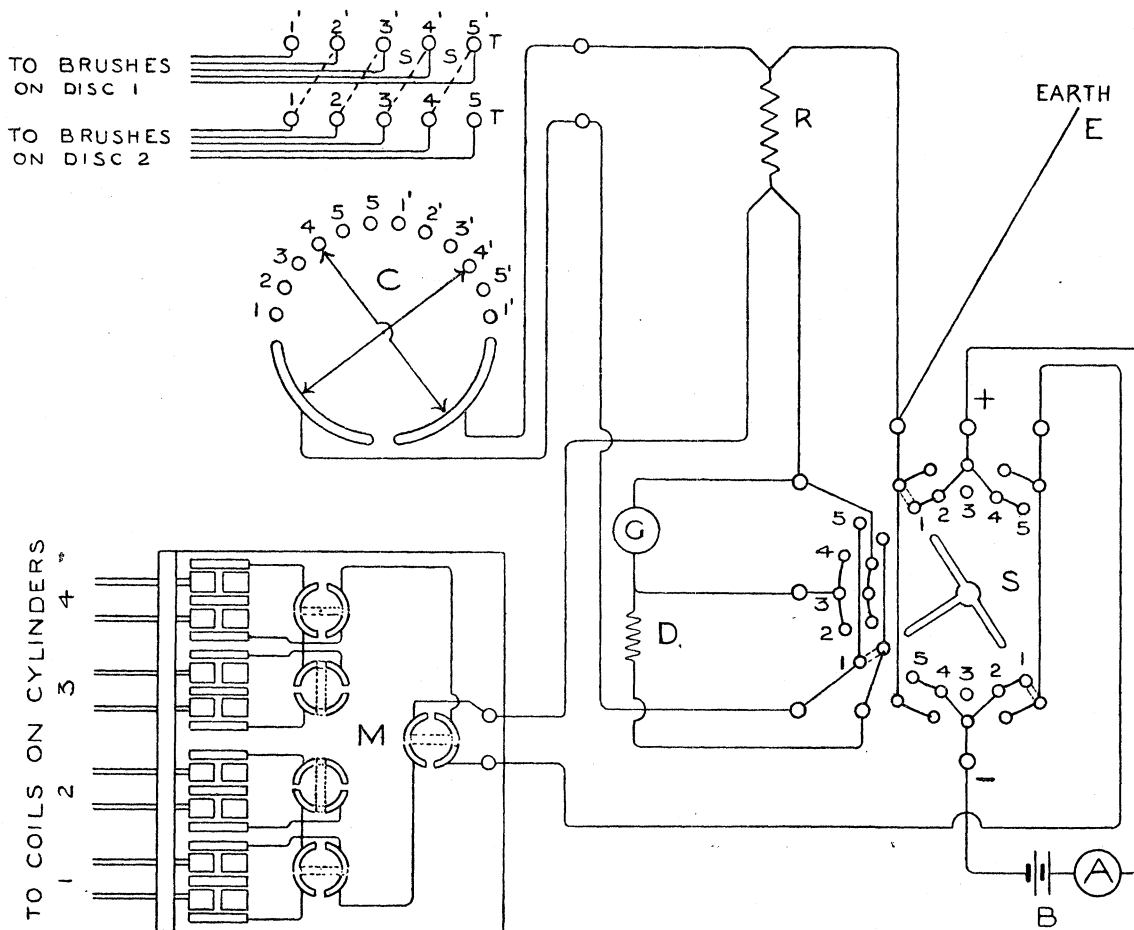 1' 2' 3' 4' 5' T
S S
TO BRUSHES
ON DISC 1
1 2 3 4 5 T
TO BRUSHES
ON DISC 2
R
EARTH
E
1 2 3 4 5 5 1' 2' 3' 4' 5' 1'
C
+
1 2 3 4 5
G
5
4
3
2
1
S
D.
5 4 3 2 1
M
−
TO COILS ON CYLINDERS
1 2 3 4
B
A